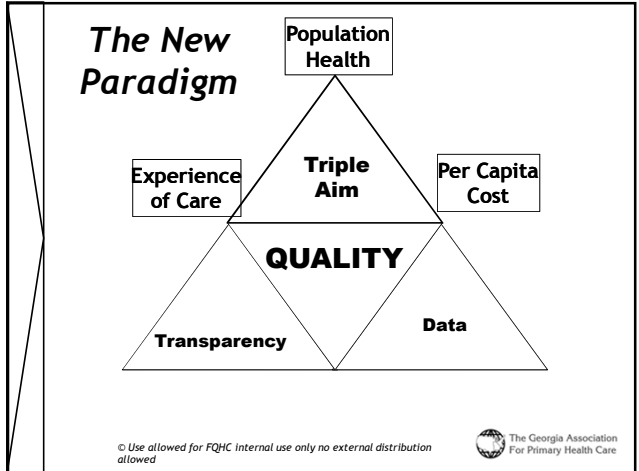 The New
Paradigm
Population
Health
Triple
Aim
Experience
of Care
Per Capita
Cost
QUALITY
Transparency
Data
© Use allowed for FQHC internal use only no external distribution
allowed
The Georgia Association
For Primary Health Care